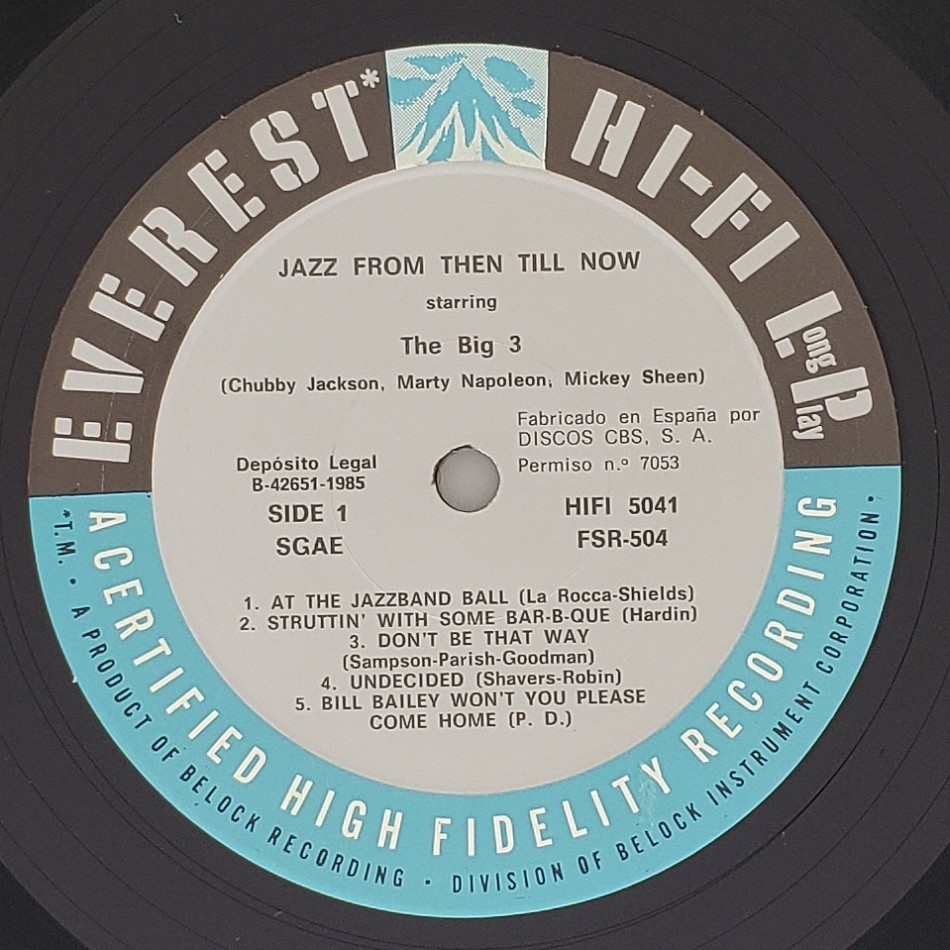 EVEREST*
HI-FI Long Play
JAZZ FROM THEN TILL NOW
starring
The Big 3
(Chubby Jackson, Marty Napoleon, Mickey Sheen)
Fabricado en España por
DISCOS CBS, S. A.
Permiso n.º 7053
Depósito Legal
B-42651-1985
SIDE 1
SGAE
HIFI 5041
FSR-504
1. AT THE JAZZBAND BALL (La Rocca-Shields)
2. STRUTTIN' WITH SOME BAR-B-QUE (Hardin)
3. DON'T BE THAT WAY
(Sampson-Parish-Goodman)
4. UNDECIDED (Shavers-Robin)
5. BILL BAILEY WON'T YOU PLEASE
COME HOME (P. D.)
A CERTIFIED HIGH FIDELITY RECORDING
*T.M. • A PRODUCT OF BELOCK RECORDING • DIVISION OF BELOCK INSTRUMENT CORPORATION •